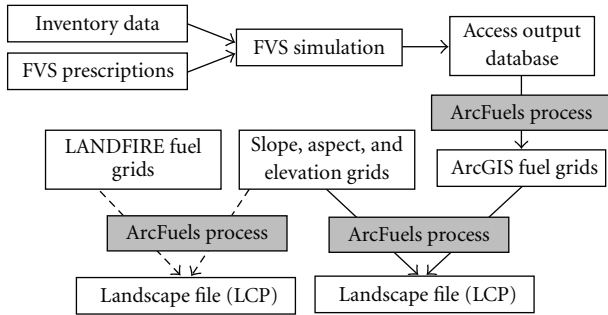 Inventory data
FVS prescriptions
FVS simulation
Access output
database
ArcFuels process
ArcGIS fuel grids
LANDFIRE fuel
grids
Slope, aspect, and
elevation grids
ArcFuels process
ArcFuels process
Landscape file (LCP)
Landscape file (LCP)